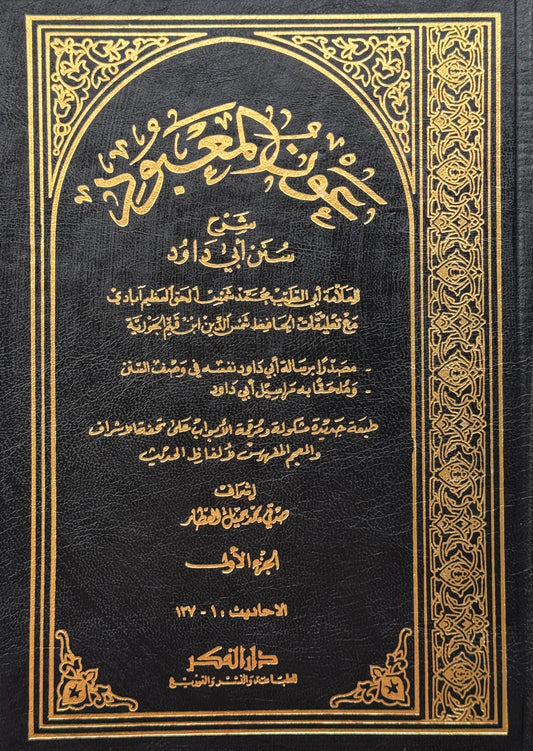 عون المعبود
شرح
سنن أبي داود
للعلامة أبي الطيب محمد شمس الحق العظيم آبادي
مع تعليقات الحافظ شمس الدين ابن قيم الجوزية
- مصدرا برسالة أبي داود نفسه في وصف السنن
- وملحقا به مراسيل أبي داود
طبعة جديدة مشكولة ومرقمة الأبواب على تحفة الاشراف
والمعجم المفهرس لألفاظ الحديث
إشراف
صدقي محمد جميل العطار
الجزء الأول
الاحاديث : ١ - ١٣٧
دار الفكر
للطباعة والنشر والتوزيع